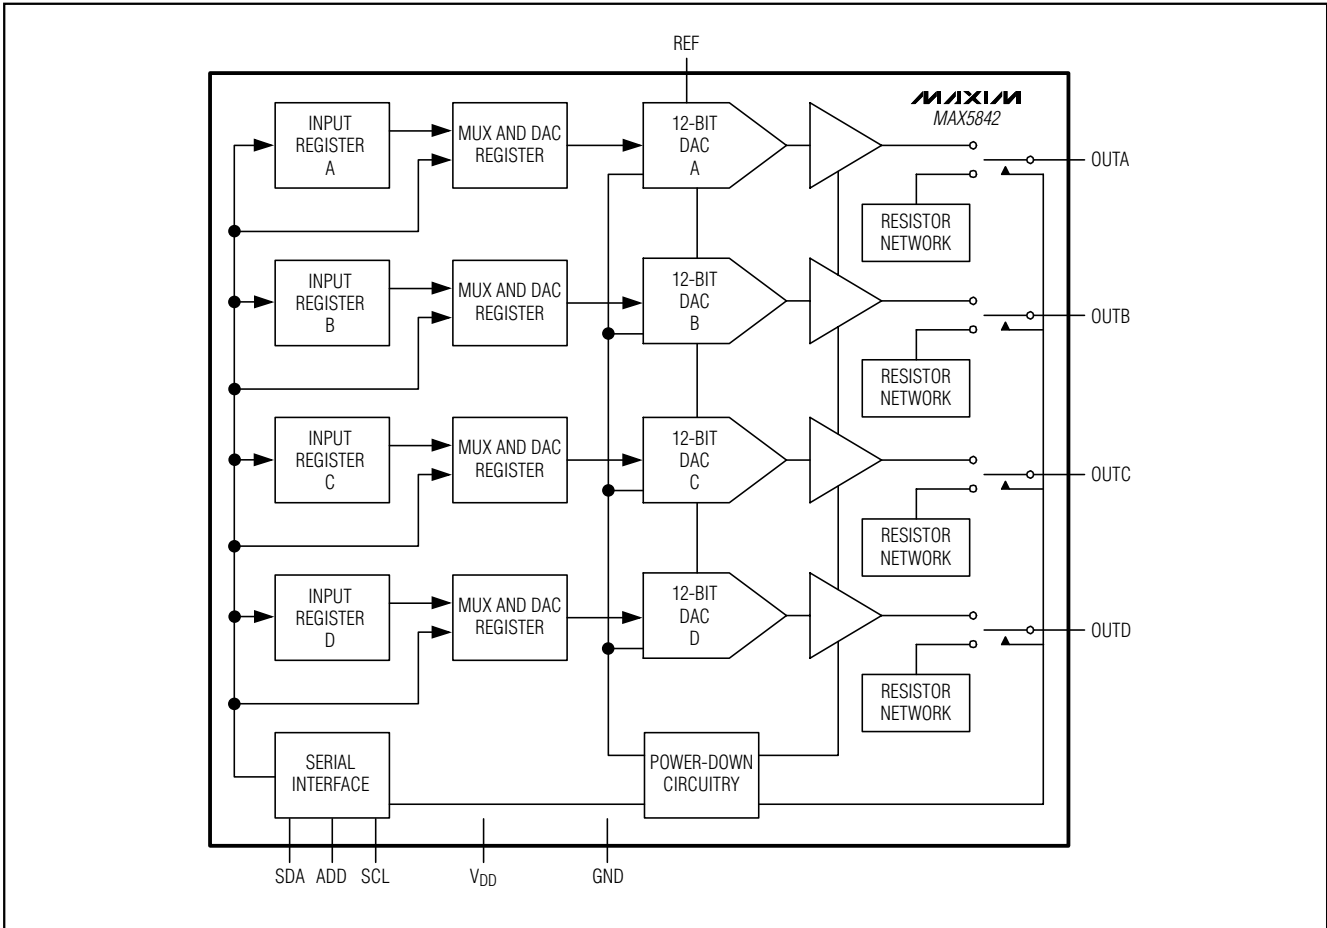 REF
MAXIM
MAX5842
INPUT
REGISTER
A
MUX AND DAC
REGISTER
12-BIT
DAC
A
OUTA
RESISTOR
NETWORK
INPUT
REGISTER
B
MUX AND DAC
REGISTER
12-BIT
DAC
B
OUTB
RESISTOR
NETWORK
INPUT
REGISTER
C
MUX AND DAC
REGISTER
12-BIT
DAC
C
OUTC
RESISTOR
NETWORK
INPUT
REGISTER
D
MUX AND DAC
REGISTER
12-BIT
DAC
D
OUTD
RESISTOR
NETWORK
SERIAL
INTERFACE
POWER-DOWN
CIRCUITRY
SDA ADD SCL VDD GND